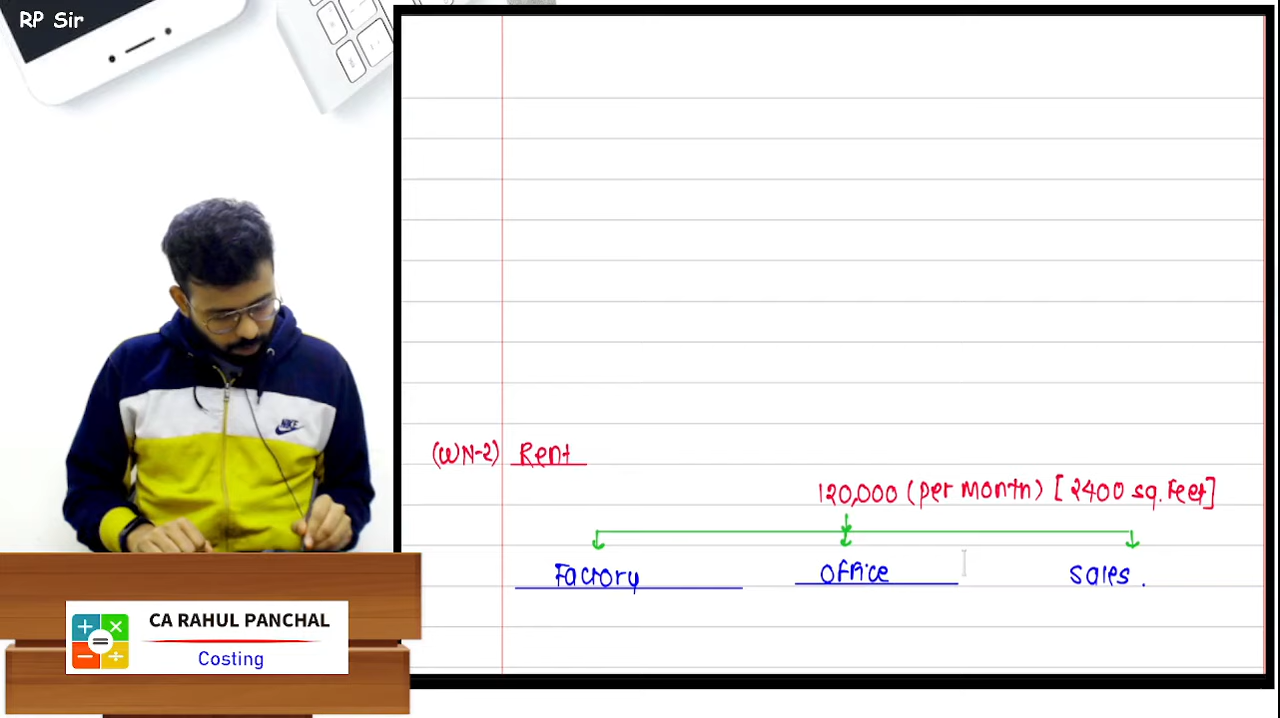 RP Sir
(WN-2) Rent
120,000 (per month) [2400 sq. Feet]
Factory office sales.
NIKE
CA RAHUL PANCHAL
Costing